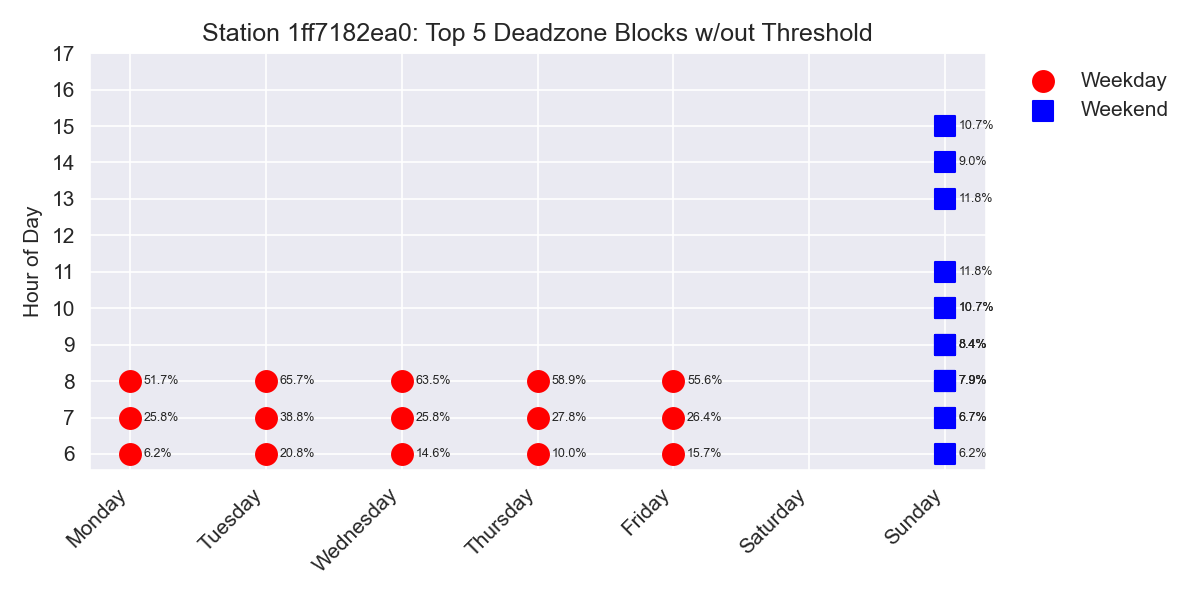 Station 1ff7182ea0: Top 5 Deadzone Blocks w/out Threshold
Weekday
Weekend
Hour of Day
17
16
15 10.7%
14 9.0%
13 11.8%
12
11 11.8%
10 10.7%
9 8.4%
8 51.7% 65.7% 63.5% 58.9% 55.6% 7.9%
7 25.8% 38.8% 25.8% 27.8% 26.4% 6.7%
6 6.2% 20.8% 14.6% 10.0% 15.7% 6.2%
Monday Tuesday Wednesday Thursday Friday Saturday Sunday